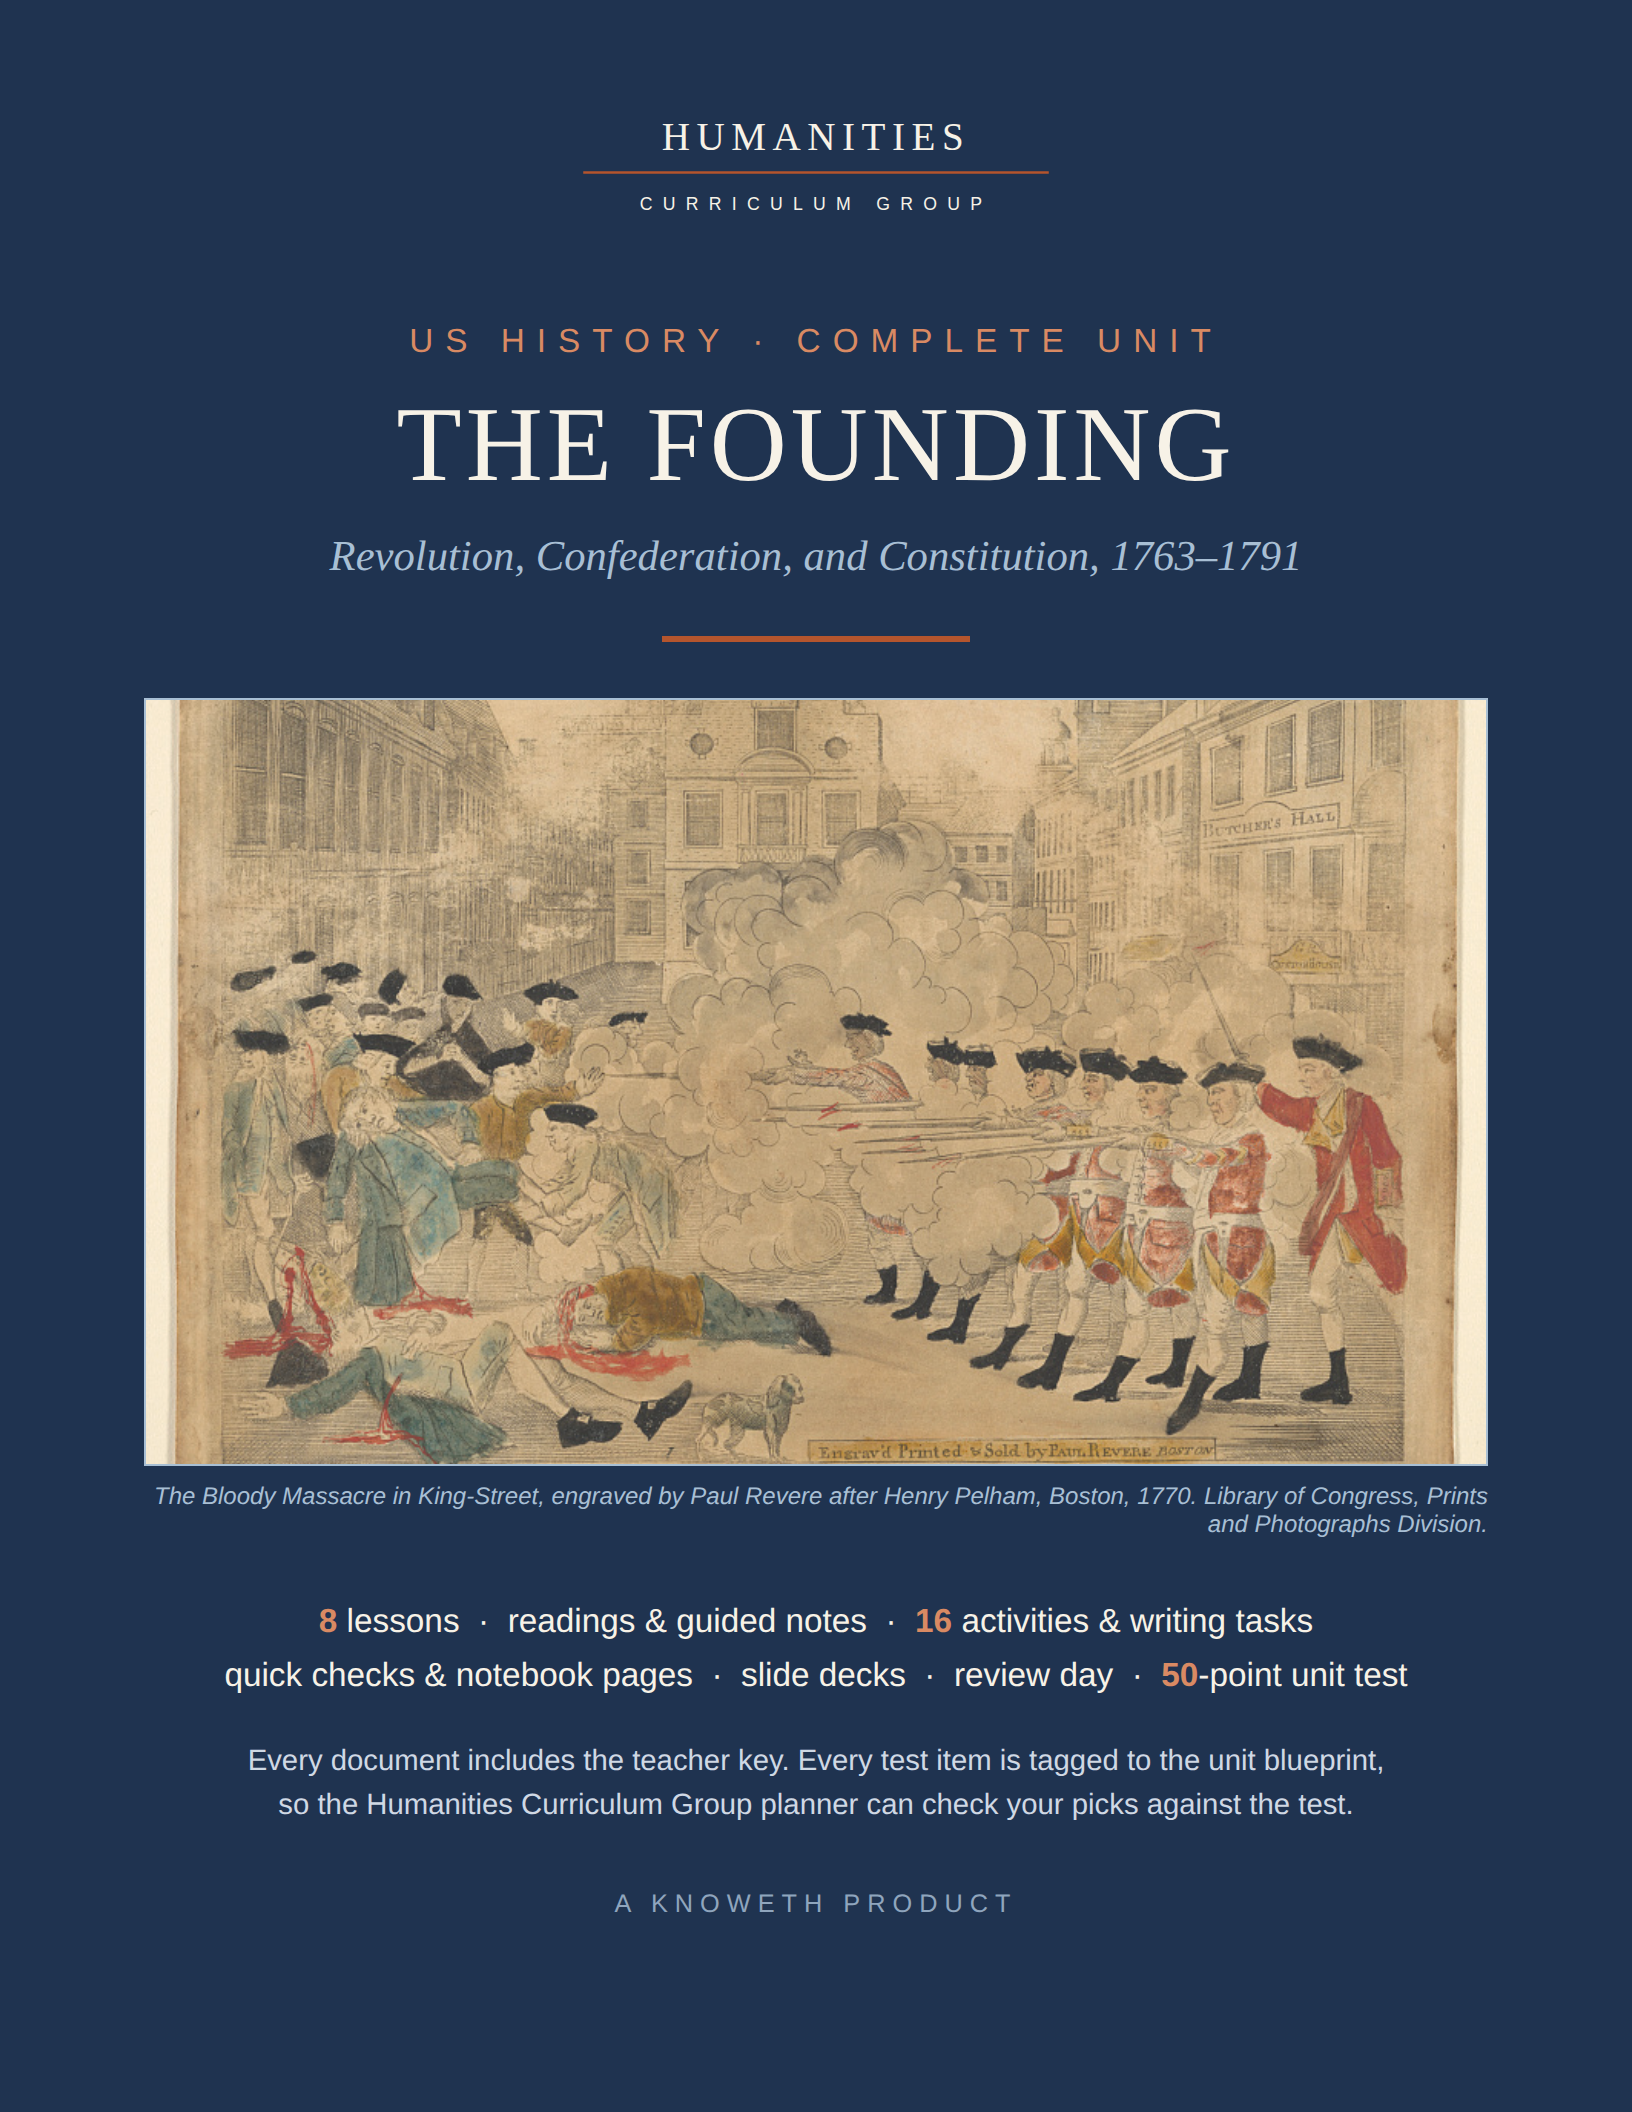 HUMANITIES
CURRICULUM GROUP
US HISTORY · COMPLETE UNIT
THE FOUNDING
Revolution, Confederation, and Constitution, 1763–1791
BUTCHER'S HALL
Engrav'd Printed & Sold by PAUL REVERE BOSTON
The Bloody Massacre in King-Street, engraved by Paul Revere after Henry Pelham, Boston, 1770. Library of Congress, Prints
and Photographs Division.
8 lessons · readings & guided notes · 16 activities & writing tasks
quick checks & notebook pages · slide decks · review day · 50-point unit test
Every document includes the teacher key. Every test item is tagged to the unit blueprint,
so the Humanities Curriculum Group planner can check your picks against the test.
A KNOWETH PRODUCT